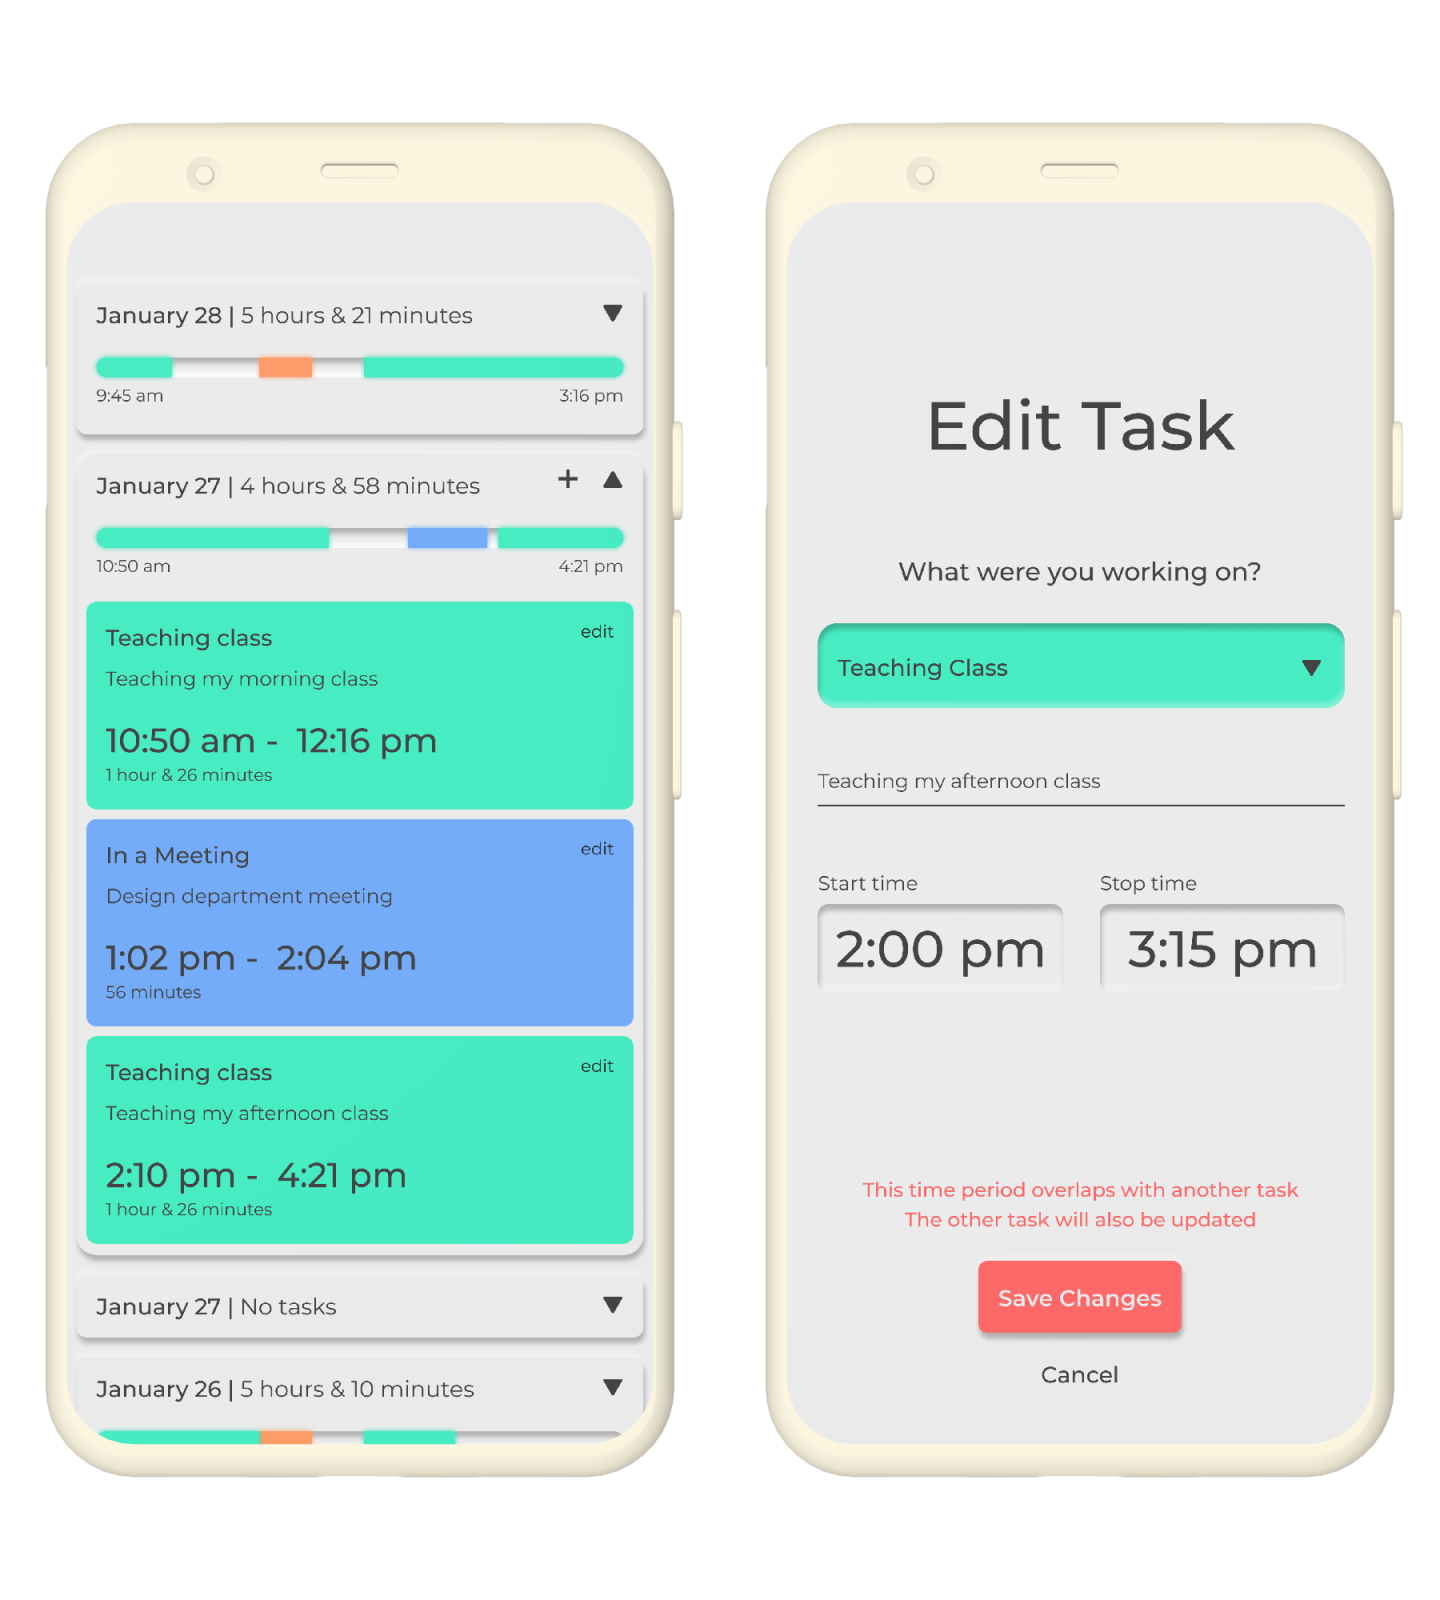 January 28 | 5 hours & 21 minutes
9:45 am 3:16 pm
January 27 | 4 hours & 58 minutes +
10:50 am 4:21 pm
Teaching class edit
Teaching my morning class
10:50 am - 12:16 pm
1 hour & 26 minutes
In a Meeting edit
Design department meeting
1:02 pm - 2:04 pm
56 minutes
Teaching class edit
Teaching my afternoon class
2:10 pm - 4:21 pm
1 hour & 26 minutes
January 27 | No tasks
January 26 | 5 hours & 10 minutes
Edit Task
What were you working on?
Teaching Class
Teaching my afternoon class
Start time Stop time
2:00 pm 3:15 pm
This time period overlaps with another task
The other task will also be updated
Save Changes
Cancel